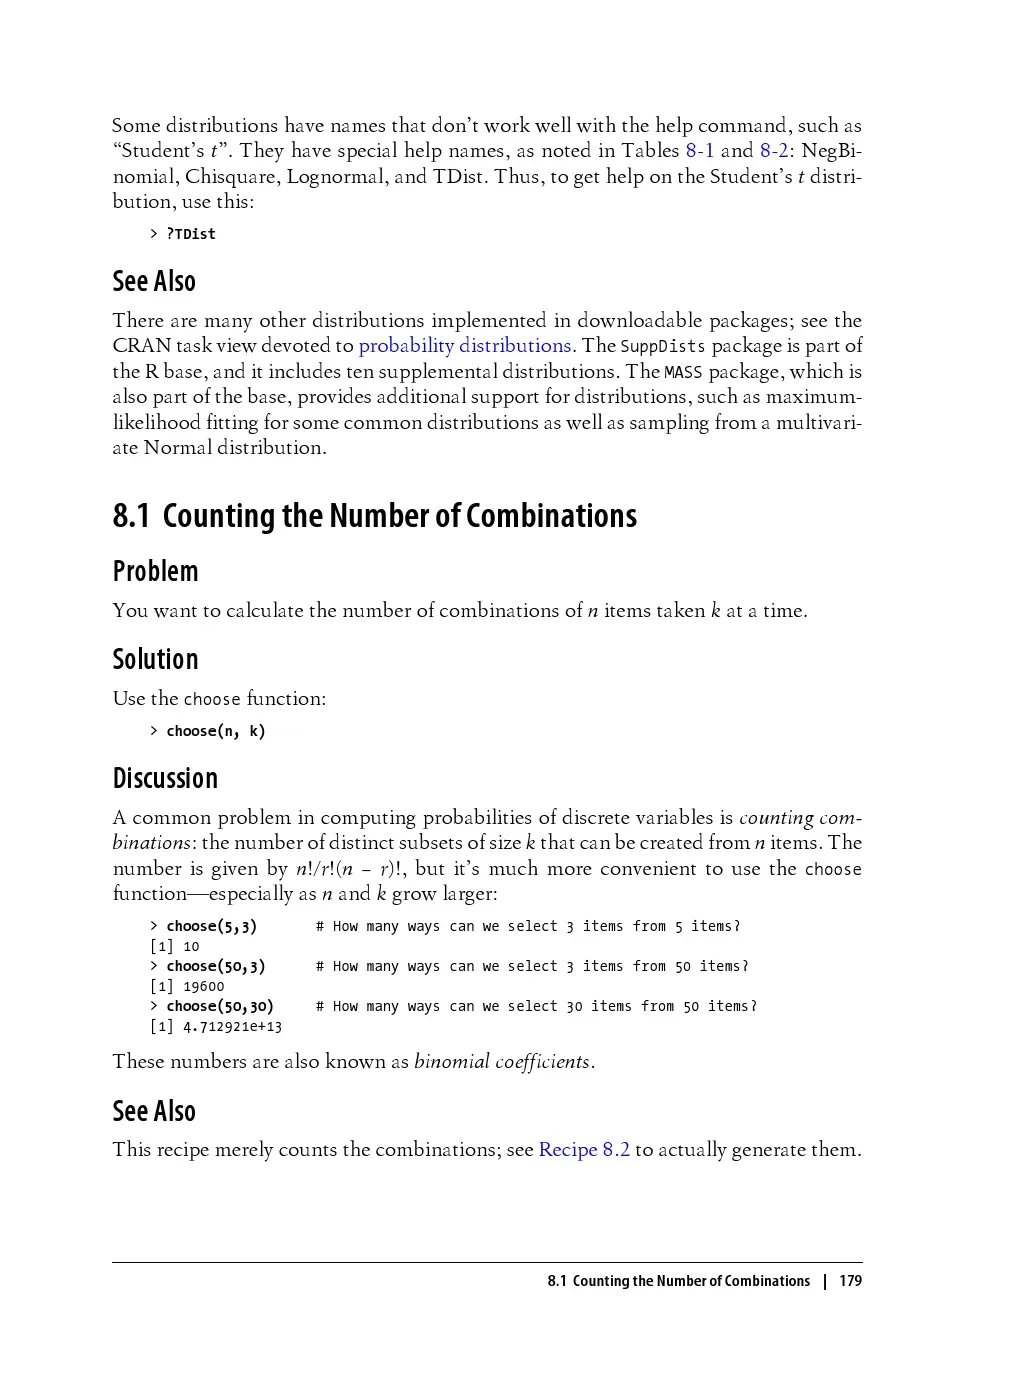 Some distributions have names that don’t work well with the help command, such as
“Student’s t”. They have special help names, as noted in Tables 8-1 and 8-2: NegBi-
nomial, Chisquare, Lognormal, and TDist. Thus, to get help on the Student’s t distri-
bution, use this:
> ?TDist
See Also
There are many other distributions implemented in downloadable packages; see the
CRAN task view devoted to probability distributions. The SuppDists package is part of
the R base, and it includes ten supplemental distributions. The MASS package, which is
also part of the base, provides additional support for distributions, such as maximum-
likelihood fitting for some common distributions as well as sampling from a multivari-
ate Normal distribution.
8.1 Counting the Number of Combinations
Problem
You want to calculate the number of combinations of n items taken k at a time.
Solution
Use the choose function:
> choose(n, k)
Discussion
A common problem in computing probabilities of discrete variables is counting com-
binations: the number of distinct subsets of size k that can be created from n items. The
number is given by n!/r!(n − r)!, but it’s much more convenient to use the choose
function—especially as n and k grow larger:
> choose(5,3) # How many ways can we select 3 items from 5 items?
[1] 10
> choose(50,3) # How many ways can we select 3 items from 50 items?
[1] 19600
> choose(50,30) # How many ways can we select 30 items from 50 items?
[1] 4.712921e+13
These numbers are also known as binomial coefficients.
See Also
This recipe merely counts the combinations; see Recipe 8.2 to actually generate them.
8.1 Counting the Number of Combinations | 179